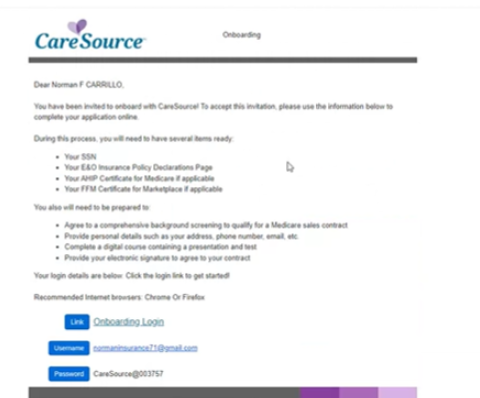 CareSource
Onboarding
Dear Norman F CARRILLO,
You have been invited to onboard with CareSource! To accept this invitation, please use the information below to
complete your application online.
During this process, you will need to have several items ready:
• Your SSN
• Your E&O Insurance Policy Declarations Page
• Your AHIP Certificate for Medicare if applicable
• Your FFM Certificate for Marketplace if applicable
You also will need to be prepared to:
• Agree to a comprehensive background screening to qualify for a Medicare sales contract
• Provide personal details such as your address, phone number, email, etc.
• Complete a digital course containing a presentation and test
• Provide your electronic signature to agree to your contract
Your login details are below. Click the login link to get started!
Recommended Internet browsers: Chrome Or Firefox
Link Onboarding Login
Username normaninsurance71@gmail.com
Password CareSource@003757